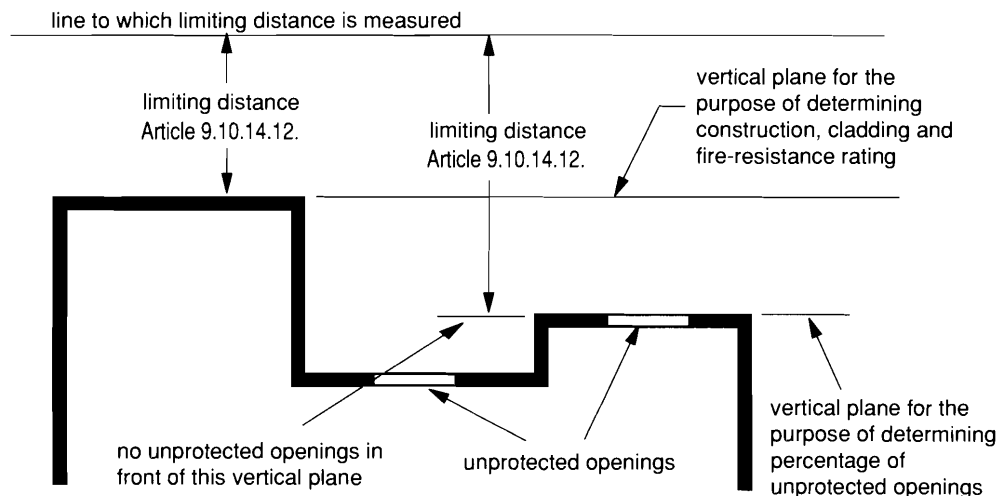 line to which limiting distance is measured
limiting distance
Article 9.10.14.12.
limiting distance
Article 9.10.14.12.
vertical plane for the
purpose of determining
construction, cladding and
fire-resistance rating
no unprotected openings in
front of this vertical plane
unprotected openings
vertical plane for the
purpose of determining
percentage of
unprotected openings